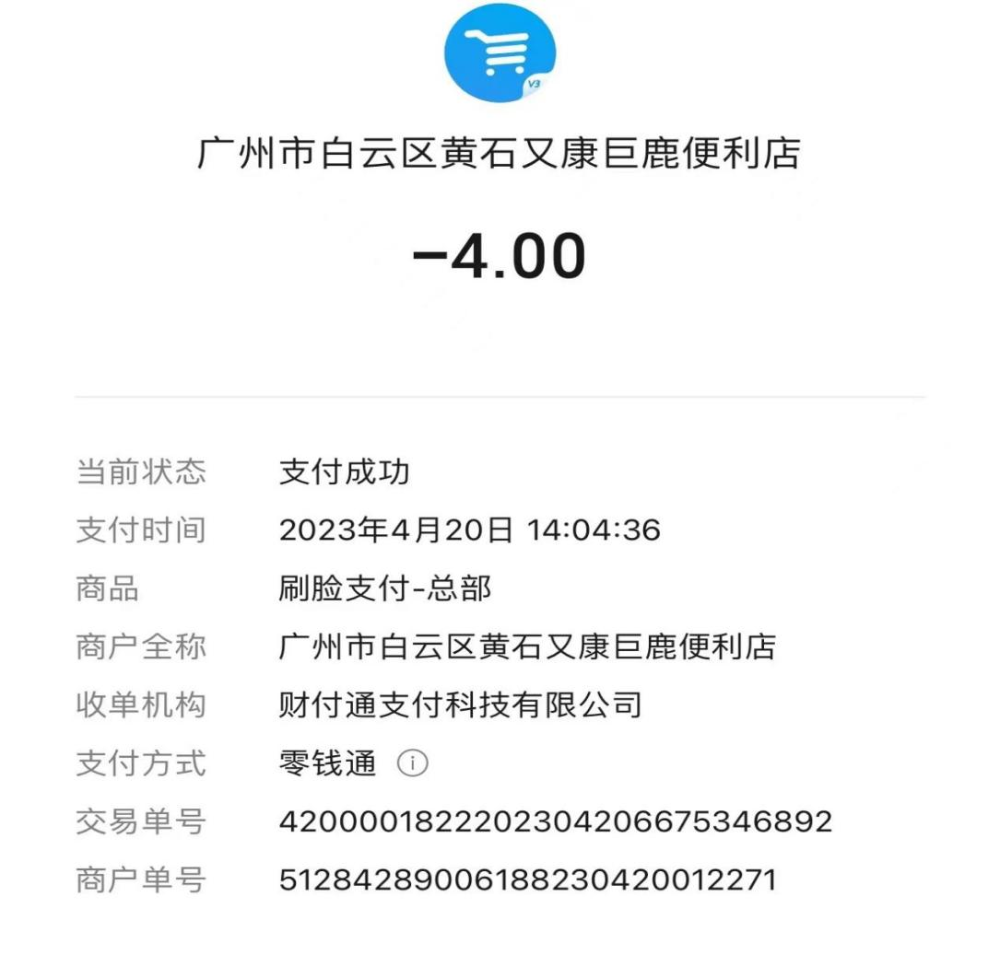 V3
广州市白云区黄石又康巨鹿便利店
-4.00
当前状态 支付成功
支付时间 2023年4月20日 14:04:36
商品 刷脸支付-总部
商户全称 广州市白云区黄石又康巨鹿便利店
收单机构 财付通支付科技有限公司
支付方式 零钱通
交易单号 4200001822202304206675346892
商户单号 512842890061882304200​12271